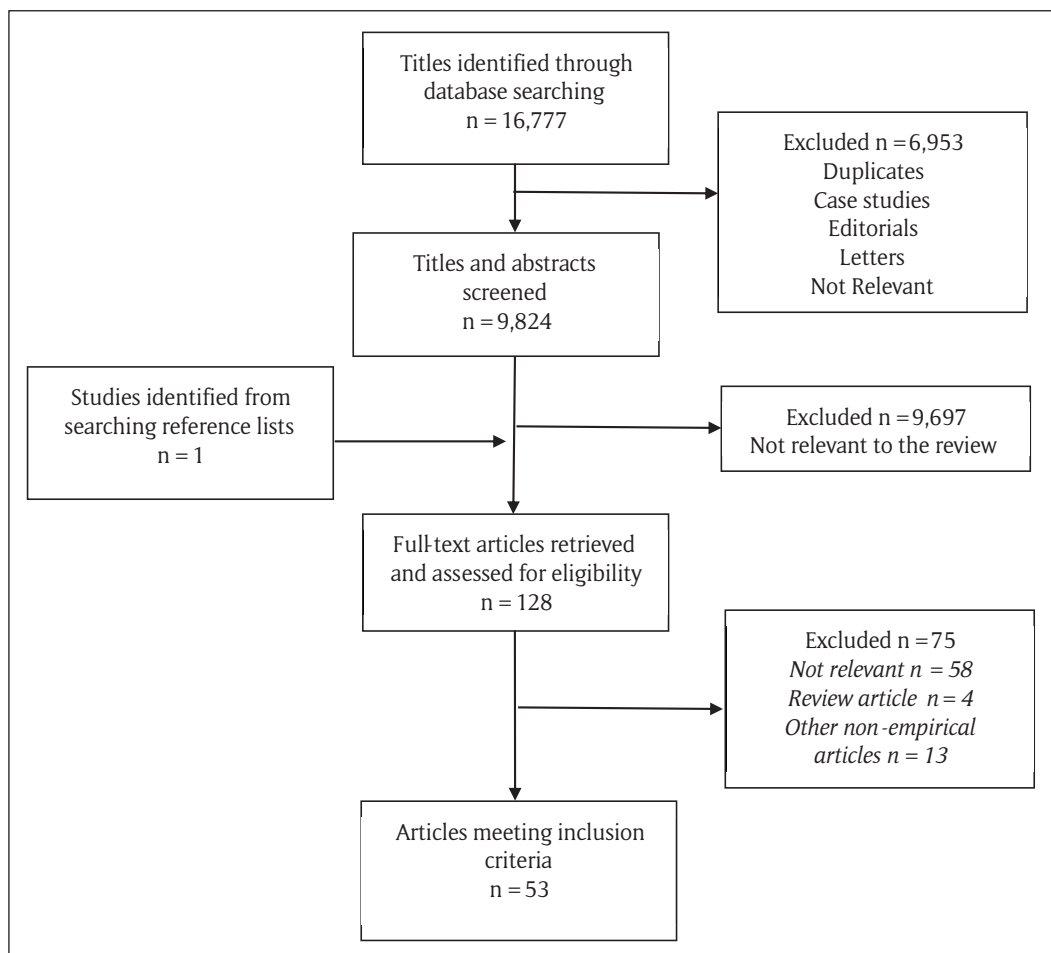 Titles identified through
database searching
n = 16,777
Excluded n = 6,953
Duplicates
Case studies
Editorials
Letters
Not Relevant
Titles and abstracts
screened
n = 9,824
Studies identified from
searching reference lists
n = 1
Excluded n = 9,697
Not relevant to the review
Full-text articles retrieved
and assessed for eligibility
n = 128
Excluded n = 75
Not relevant n = 58
Review article n = 4
Other non-empirical
articles n = 13
Articles meeting inclusion
criteria
n = 53